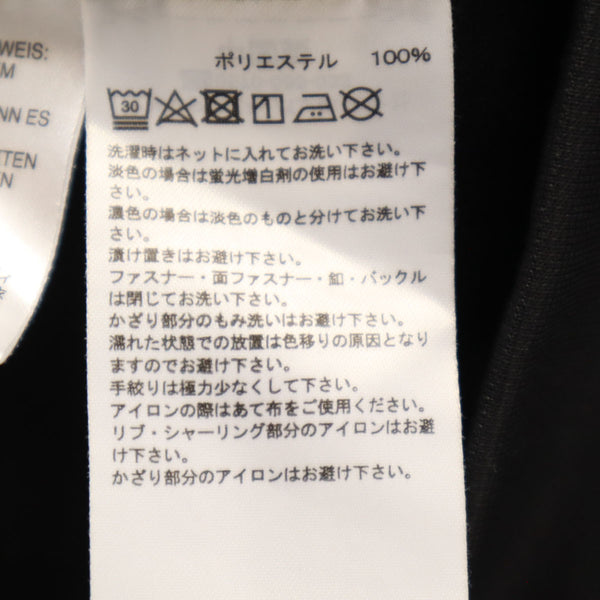 WEIS:
M
NN ES
TEN
EN
ポリエステル 100%
30
洗濯時はネットに入れてお洗い下さい。
淡色の場合は蛍光増白剤の使用はお避け下
さい。
濃色の場合は淡色のものと分けてお洗い下
さい。
漬け置きはお避け下さい。
ファスナー・面ファスナー・釦・バックル
は閉じてお洗い下さい。
かざり部分のもみ洗いはお避け下さい。
濡れた状態での放置は色移りの原因となり
ますのでお避け下さい。
手絞りは極力少なくして下さい。
アイロンの際はあて布をご使用ください。
リブ・シャーリング部分のアイロンはお避
け下さい。
かざり部分のアイロンはお避け下さい。